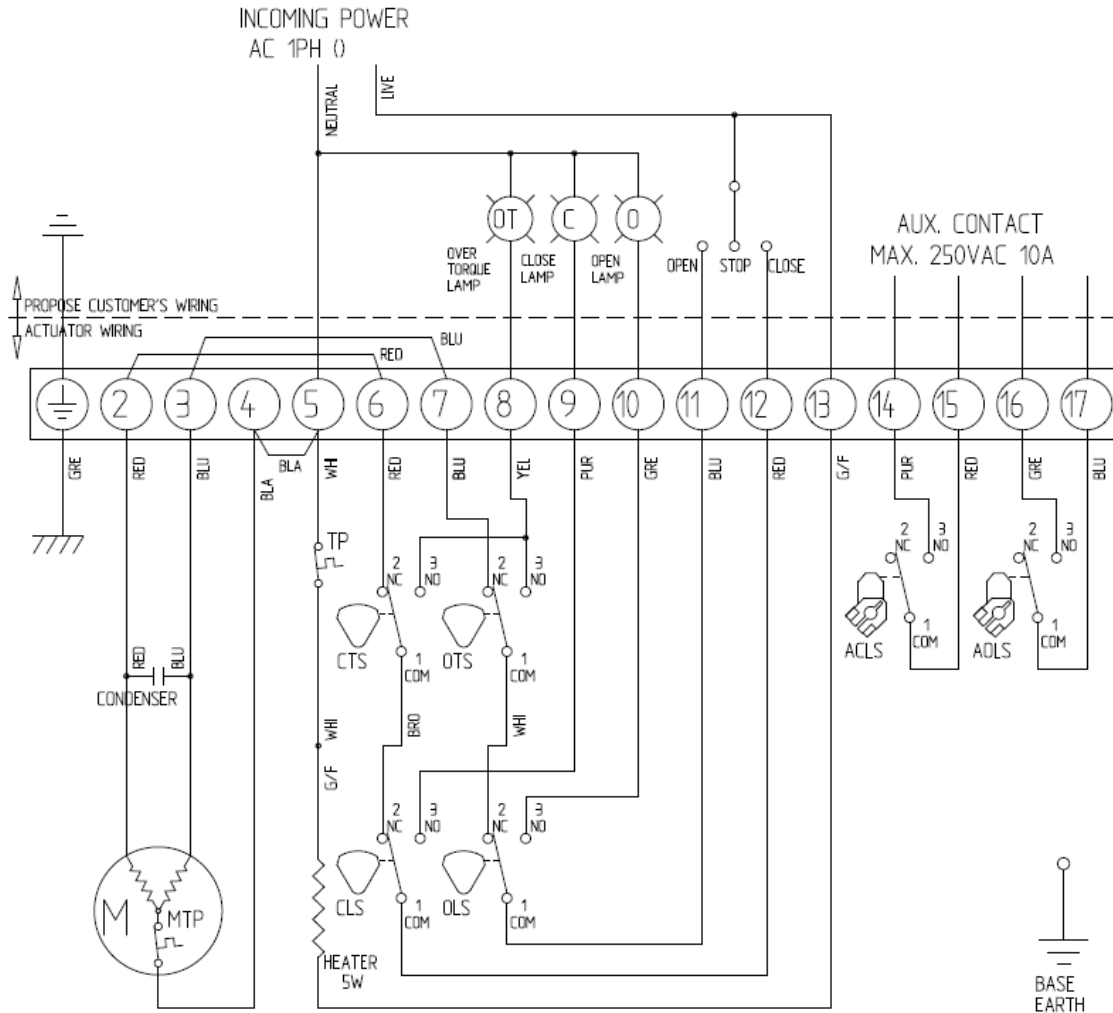 INCOMING POWER
AC 1PH ()
NEUTRAL
LIVE
OT
C
O
OVER
TORQUE
LAMP
CLOSE
LAMP
OPEN
LAMP
OPEN
STOP
CLOSE
AUX. CONTACT
MAX. 250VAC 10A
PROPOSE CUSTOMER'S WIRING
ACTUATOR WIRING
BLU
RED
2
3
4
5
6
7
8
9
10
11
12
13
14
15
16
17
GRE
RED
BLU
BLA
BLA
WHI
RED
BLU
YEL
PUR
GRE
BLU
RED
G/F
PUR
RED
GRE
BLU
TP
2
NC
3
NO
2
NC
3
NO
CTS
1
COM
OTS
1
COM
2
NC
3
NO
2
NC
3
NO
ACLS
1
COM
AOLS
1
COM
RED
BLU
CONDENSER
WHI
G/F
BRO
WHI
2
NC
3
NO
2
NC
3
NO
CLS
1
COM
OLS
1
COM
M
MTP
HEATER
5W
BASE
EARTH